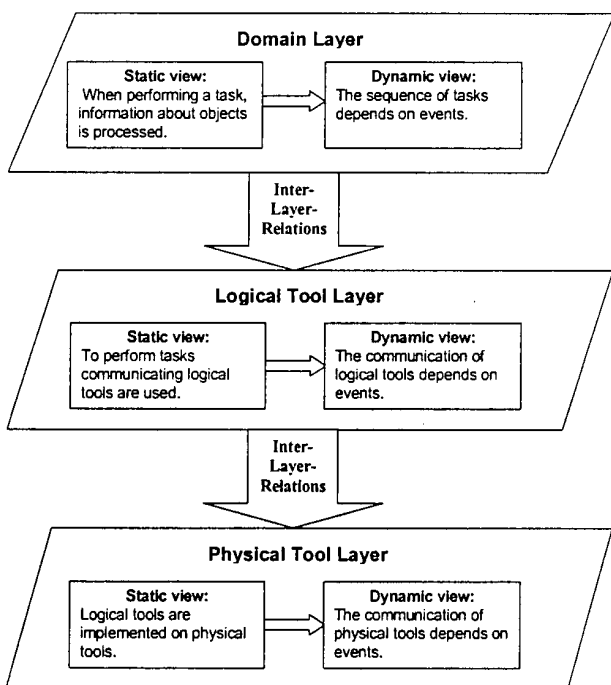 Domain Layer
Static view:
When performing a task,
information about objects
is processed.
Dynamic view:
The sequence of tasks
depends on events.
Inter-
Layer-
Relations
Logical Tool Layer
Static view:
To perform tasks
communicating logical
tools are used.
Dynamic view:
The communication of
logical tools depends on
events.
Inter-
Layer-
Relations
Physical Tool Layer
Static view:
Logical tools are
implemented on physical
tools.
Dynamic view:
The communication of
physical tools depends on
events.